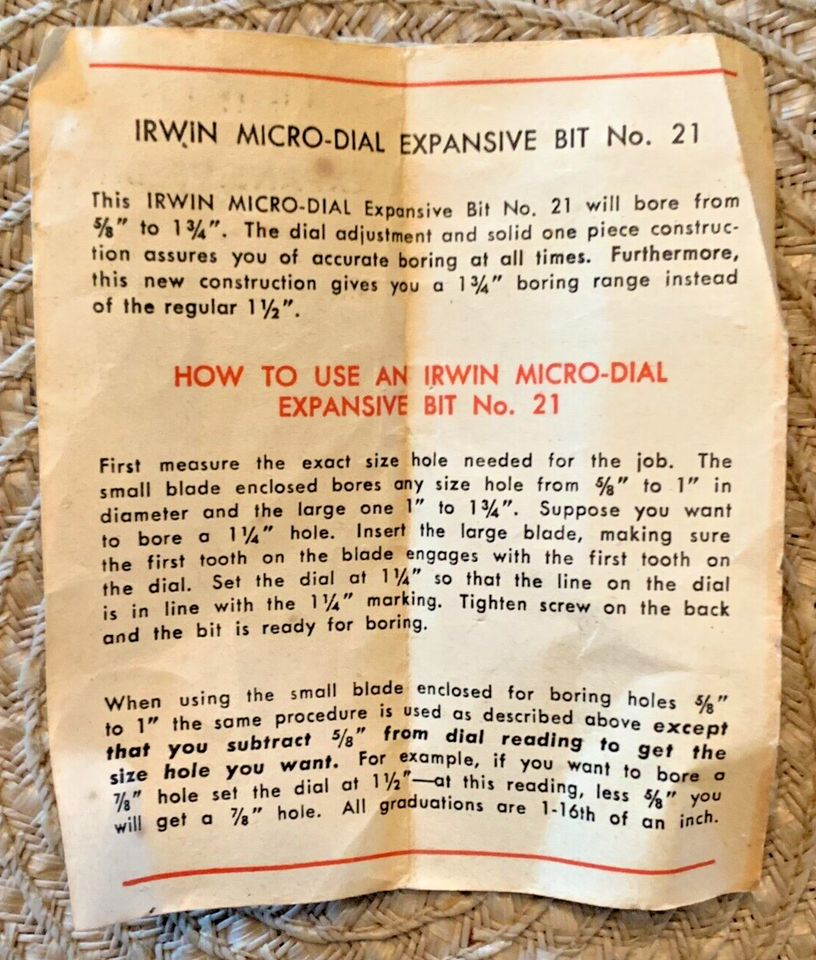 IRWIN MICRO-DIAL EXPANSIVE BIT No. 21
This IRWIN MICRO-DIAL Expansive Bit No. 21 will bore from
⅝" to 1¾". The dial adjustment and solid one piece construc-
tion assures you of accurate boring at all times. Furthermore,
this new construction gives you a 1¾" boring range instead
of the regular 1½".
HOW TO USE AN IRWIN MICRO-DIAL
EXPANSIVE BIT No. 21
First measure the exact size hole needed for the job. The
small blade enclosed bores any size hole from ⅝" to 1" in
diameter and the large one 1" to 1¾". Suppose you want
to bore a 1¼" hole. Insert the large blade, making sure
the first tooth on the blade engages with the first tooth on
the dial. Set the dial at 1¼" so that the line on the dial
is in line with the 1¼" marking. Tighten screw on the back
and the bit is ready for boring.
When using the small blade enclosed for boring holes ⅝"
to 1" the same procedure is used as described above except
that you subtract ⅝" from dial reading to get the
size hole you want. For example, if you want to bore a
⅞" hole set the dial at 1½"—at this reading, less ⅝" you
will get a ⅞" hole. All graduations are 1-16th of an inch.